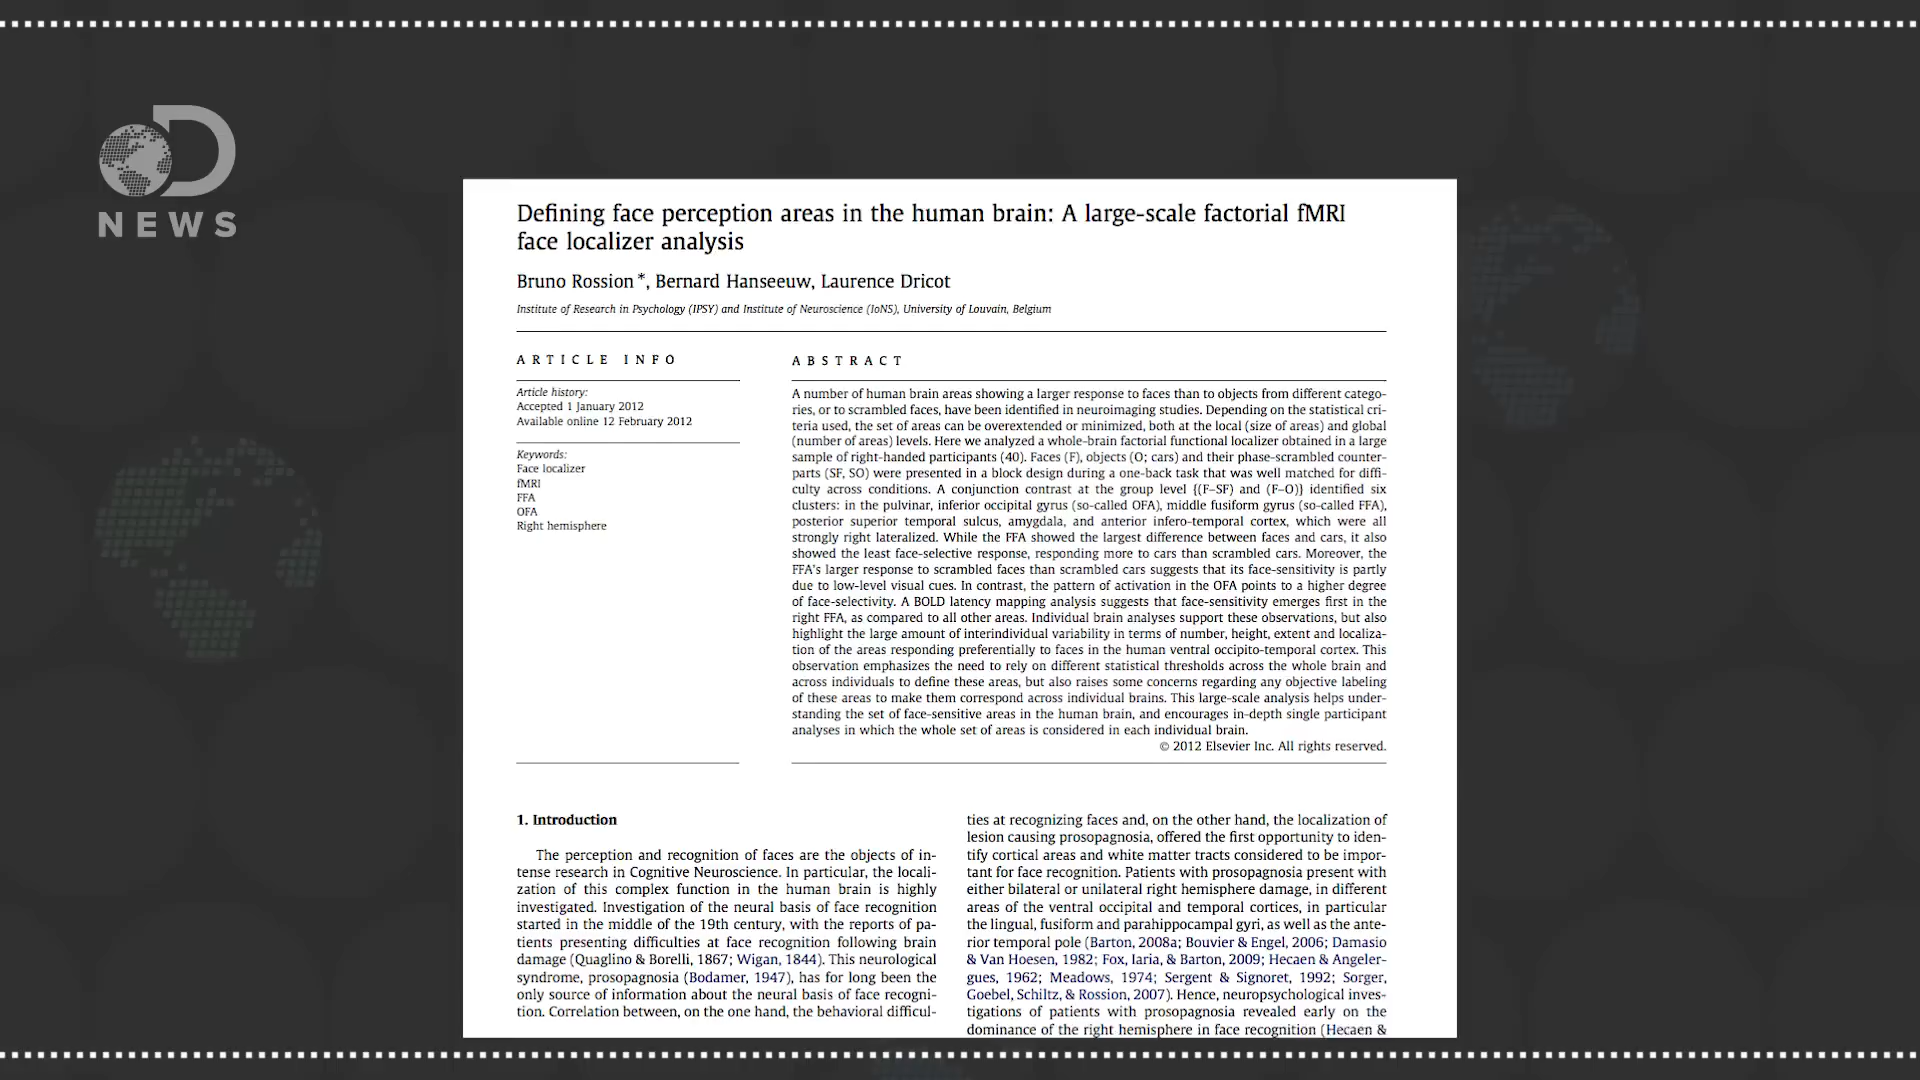 NEWS
Defining face perception areas in the human brain: A large-scale factorial fMRI
face localizer analysis
Bruno Rossion *, Bernard Hanseeuw, Laurence Dricot
Institute of Research in Psychology (IPSY) and Institute of Neuroscience (IoNS), University of Louvain, Belgium
ARTICLE INFO
Article history:
Accepted 1 January 2012
Available online 12 February 2012
Keywords:
Face localizer
fMRI
FFA
OFA
Right hemisphere
ABSTRACT
A number of human brain areas showing a larger response to faces than to objects from different catego-
ries, or to scrambled faces, have been identified in neuroimaging studies. Depending on the statistical cri-
teria used, the set of areas can be overextended or minimized, both at the local (size of areas) and global
(number of areas) levels. Here we analyzed a whole-brain factorial functional localizer obtained in a large
sample of right-handed participants (40). Faces (F), objects (O; cars) and their phase-scrambled counter-
parts (SF, SO) were presented in a block design during a one-back task that was well matched for diffi-
culty across conditions. A conjunction contrast at the group level {(F–SF) and (F–O)} identified six
clusters: in the pulvinar, inferior occipital gyrus (so-called OFA), middle fusiform gyrus (so-called FFA),
posterior superior temporal sulcus, amygdala, and anterior infero-temporal cortex, which were all
strongly right lateralized. While the FFA showed the largest difference between faces and cars, it also
showed the least face-selective response, responding more to cars than scrambled cars. Moreover, the
FFA's larger response to scrambled faces than scrambled cars suggests that its face-sensitivity is partly
due to low-level visual cues. In contrast, the pattern of activation in the OFA points to a higher degree
of face-selectivity. A BOLD latency mapping analysis suggests that face-sensitivity emerges first in the
right FFA, as compared to all other areas. Individual brain analyses support these observations, but also
highlight the large amount of interindividual variability in terms of number, height, extent and localiza-
tion of the areas responding preferentially to faces in the human ventral occipito-temporal cortex. This
observation emphasizes the need to rely on different statistical thresholds across the whole brain and
across individuals to define these areas, but also raises some concerns regarding any objective labeling
of these areas to make them correspond across individual brains. This large-scale analysis helps under-
standing the set of face-sensitive areas in the human brain, and encourages in-depth single participant
analyses in which the whole set of areas is considered in each individual brain.
© 2012 Elsevier Inc. All rights reserved.
1. Introduction
The perception and recognition of faces are the objects of in-
tense research in Cognitive Neuroscience. In particular, the locali-
zation of this complex function in the human brain is highly
investigated. Investigation of the neural basis of face recognition
started in the middle of the 19th century, with the reports of pa-
tients presenting difficulties at face recognition following brain
damage (Quaglino & Borelli, 1867; Wigan, 1844). This neurological
syndrome, prosopagnosia (Bodamer, 1947), has for long been the
only source of information about the neural basis of face recogni-
tion. Correlation between, on the one hand, the behavioral difficul-
ties at recognizing faces and, on the other hand, the localization of
lesion causing prosopagnosia, offered the first opportunity to iden-
tify cortical areas and white matter tracts considered to be impor-
tant for face recognition. Patients with prosopagnosia present with
either bilateral or unilateral right hemisphere damage, in different
areas of the ventral occipital and temporal cortices, in particular
the lingual, fusiform and parahippocampal gyri, as well as the ante-
rior temporal pole (Barton, 2008a; Bouvier & Engel, 2006; Damasio
& Van Hoesen, 1982; Fox, Iaria, & Barton, 2009; Hecaen & Angeler-
gues, 1962; Meadows, 1974; Sergent & Signoret, 1992; Sorger,
Goebel, Schiltz, & Rossion, 2007). Hence, neuropsychological inves-
tigations of patients with prosopagnosia revealed early on the
dominance of the right hemisphere in face recognition (Hecaen &